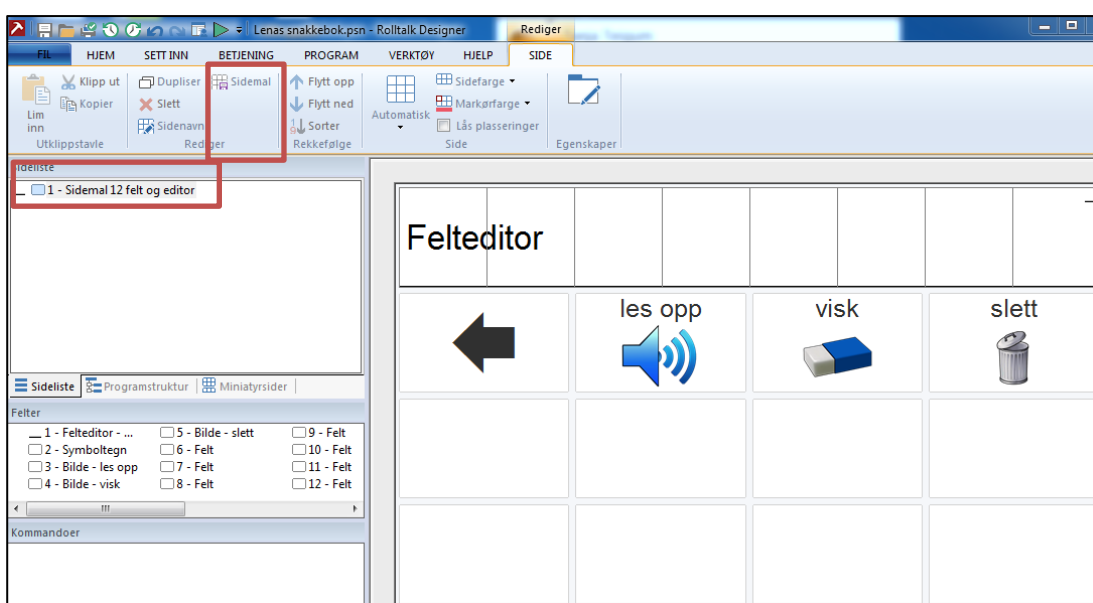 Lenas snakkebok.psn - Rolltalk Designer
Rediger
FIL HJEM SETT INN BETJENING PROGRAM VERKTØY HJELP SIDE
Lim inn
Klipp ut
Kopier
Utklippstavle
Dupliser
Slett
Sidenavn
Sidemal
Rediger
Flytt opp
Flytt ned
Sorter
Rekkefølge
Automatisk
Sidefarge
Markørfarge
Lås plasseringer
Side
Egenskaper
Sideliste
1 - Sidemal 12 felt og editor
Sideliste Programstruktur Miniatyrsider
Felter
1 - Felteditor - ... 5 - Bilde - slett 9 - Felt
2 - Symboltegn 6 - Felt 10 - Felt
3 - Bilde - les opp 7 - Felt 11 - Felt
4 - Bilde - visk 8 - Felt 12 - Felt
Kommandoer
Felteditor
les opp visk slett